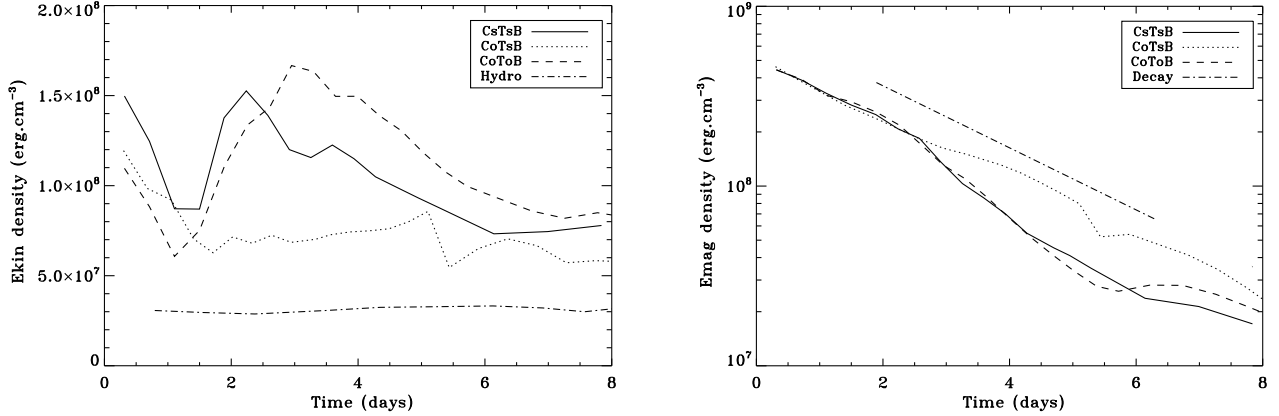 2.0×10⁸
1.5×10⁸
1.0×10⁸
5.0×10⁷
0
Ekin density (erg.cm⁻³)
CsTsB
CoTsB
CoToB
Hydro
0 2 4 6 8
Time (days)
10⁹
10⁸
10⁷
Emag density (erg.cm⁻³)
CsTsB
CoTsB
CoToB
Decay
0 2 4 6 8
Time (days)